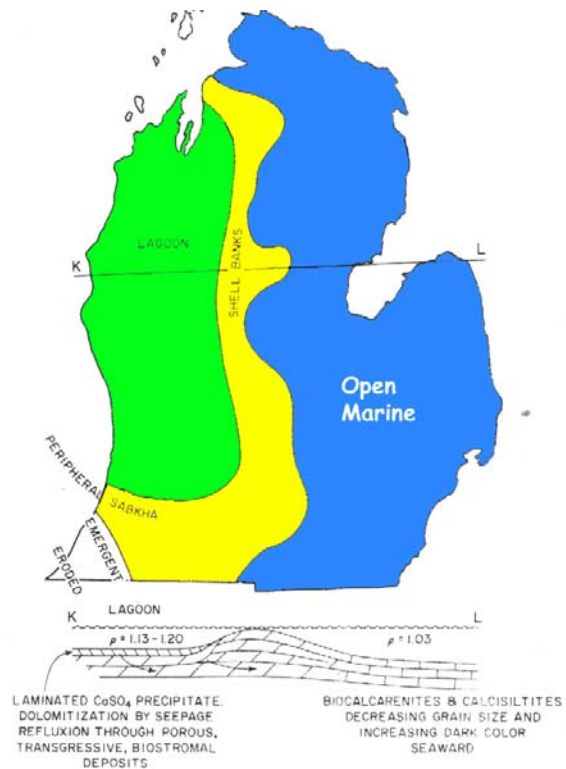 LAGOON
K
L
SHELL BANKS
Open
Marine
PERIPHERAL
SABKHA
EMERGENT
ERODED
K
LAGOON
L
ρ = 1.13 - 1.20
ρ = 1.03
LAMINATED CaSO4 PRECIPITATE.
DOLOMITIZATION BY SEEPAGE
REFLUXION THROUGH POROUS,
TRANSGRESSIVE, BIOSTROMAL
DEPOSITS
BIOCALCARENITES & CALCISILTITES
DECREASING GRAIN SIZE AND
INCREASING DARK COLOR
SEAWARD